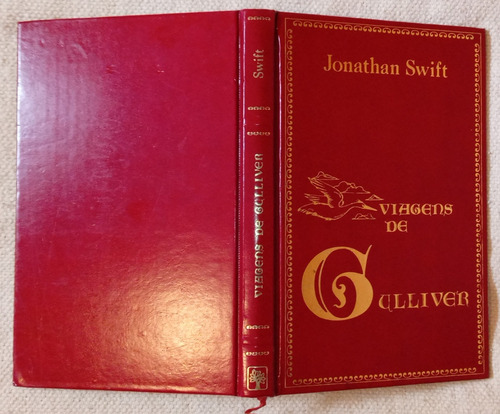 Swift
VIAGENS DE GULLIVER
Jonathan Swift
VIAGENS
DE
GULLIVER